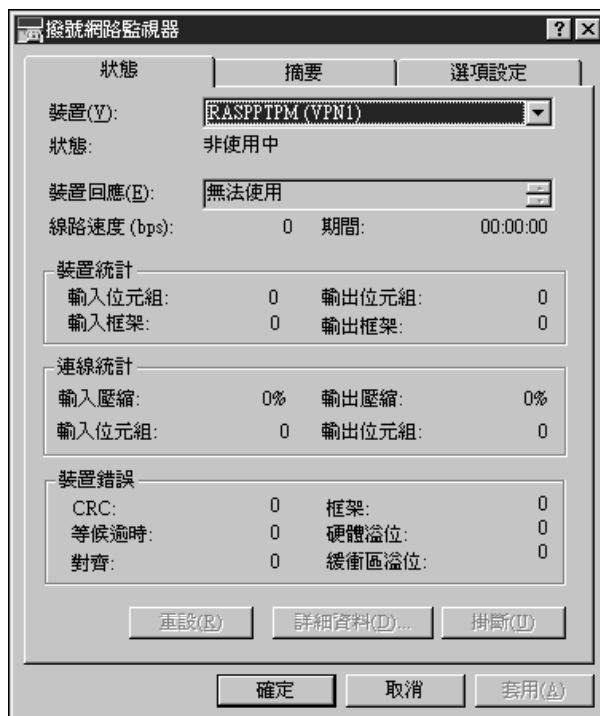 撥號網路監視器
狀態 摘要 選項設定
裝置(V): RASPPTPM (VPN1)
狀態: 非使用中
裝置回應(E): 無法使用
線路速度 (bps): 0 期間: 00:00:00
裝置統計
輸入位元組: 0 輸出位元組: 0
輸入框架: 0 輸出框架: 0
連線統計
輸入壓縮: 0% 輸出壓縮: 0%
輸入位元組: 0 輸出位元組: 0
裝置錯誤
CRC: 0 框架: 0
等候逾時: 0 硬體溢位: 0
對齊: 0 緩衝區溢位: 0
重設(R) 詳細資料(D)... 掛斷(U)
確定 取消 套用(A)